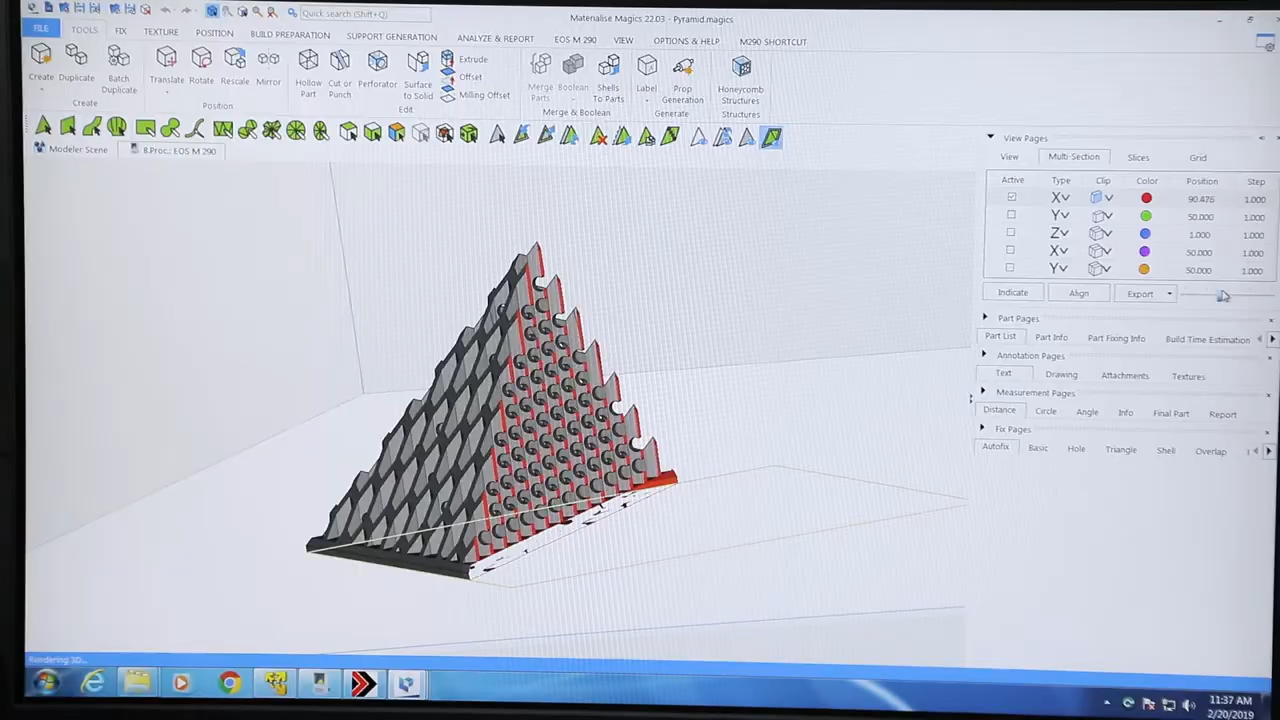 Quick search (Shift+Q)
Materialise Magics 22.03 - Pyramid.magics
FILE TOOLS FIX TEXTURE POSITION BUILD PREPARATION SUPPORT GENERATION ANALYZE & REPORT EOS M 290 VIEW OPTIONS & HELP M290 SHORTCUT
Create Duplicate Batch Duplicate Translate Rotate Rescale Mirror Hollow Part Cut or Punch Perforator Surface to Solid Extrude Offset Milling Offset Merge Parts Boolean Shells To Parts Label Prop Generation Honeycomb Structures
Create Position Edit Merge & Boolean Generate Structures
Modeler Scene 8.Proc.: EOS M 290
View Pages
View Multi-Section Slices Grid
Active Type Clip Color Position Step
X 90.475 1.000
Y 50.000 1.000
Z 1.000 1.000
X 50.000 1.000
Y 50.000 1.000
Indicate Align Export
Part Pages
Part List Part Info Part Fixing Info Build Time Estimation
Annotation Pages
Text Drawing Attachments Textures
Measurement Pages
Distance Circle Angle Info Final Part Report
Fix Pages
Autofix Basic Hole Triangle Shell Overlap
Rendering 3D...
11:37 AM
2/20/2019